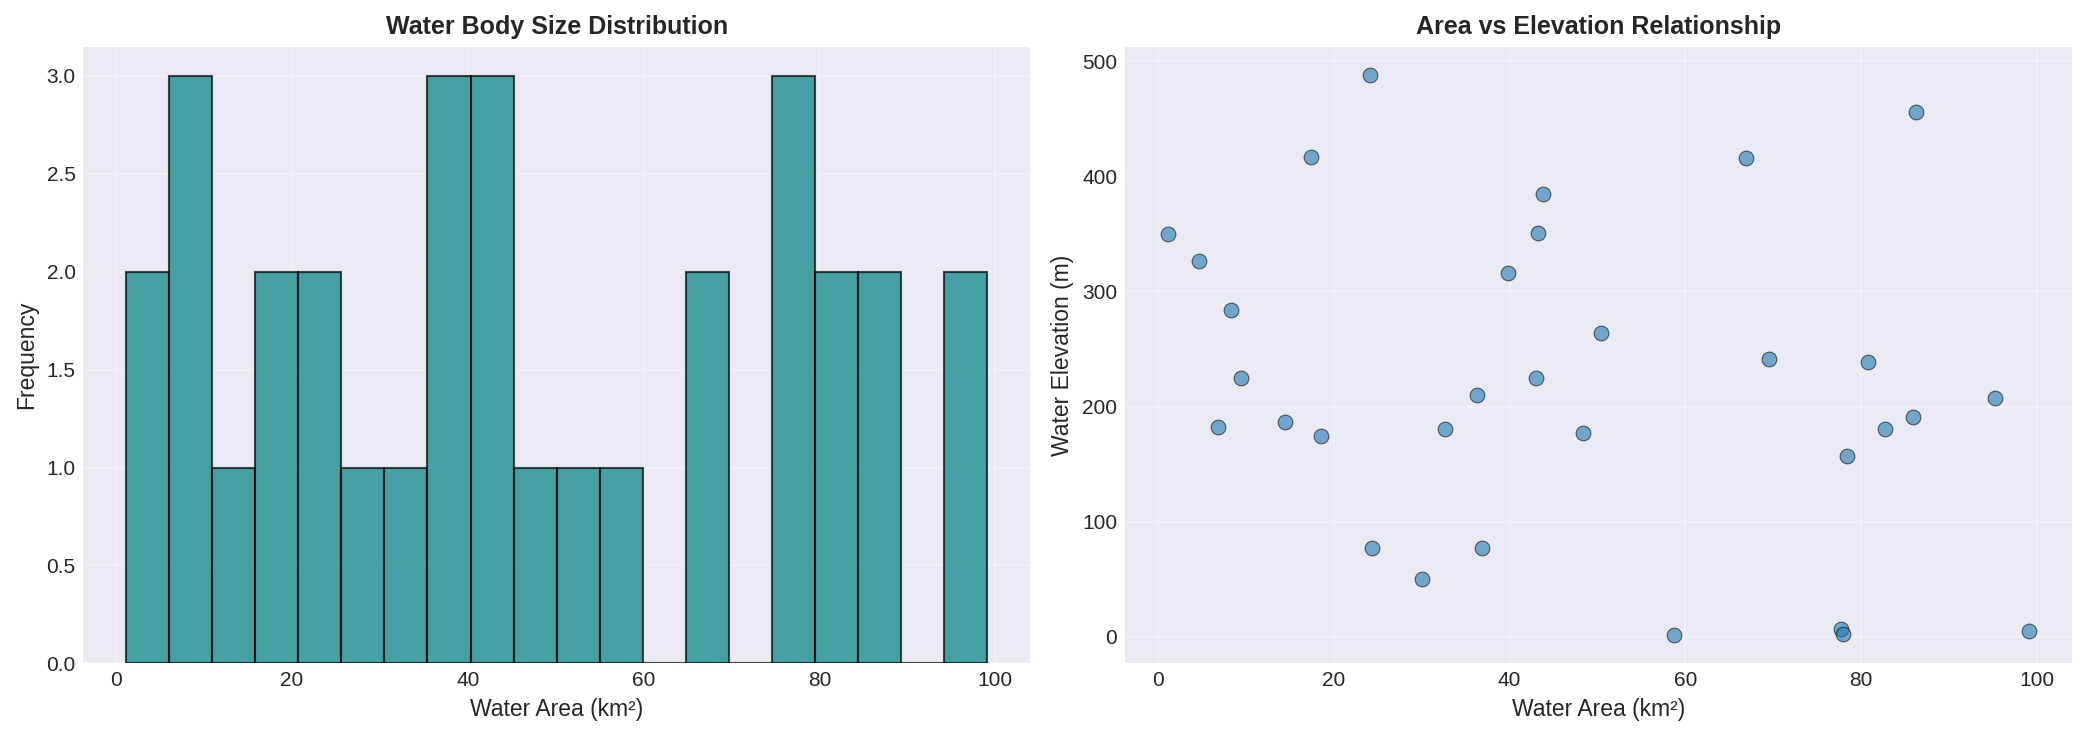 Water Body Size Distribution
3.0
2.5
2.0
1.5
1.0
0.5
0.0
Frequency
0 20 40 60 80 100
Water Area (km²)
Area vs Elevation Relationship
500
400
300
200
100
0
Water Elevation (m)
0 20 40 60 80 100
Water Area (km²)